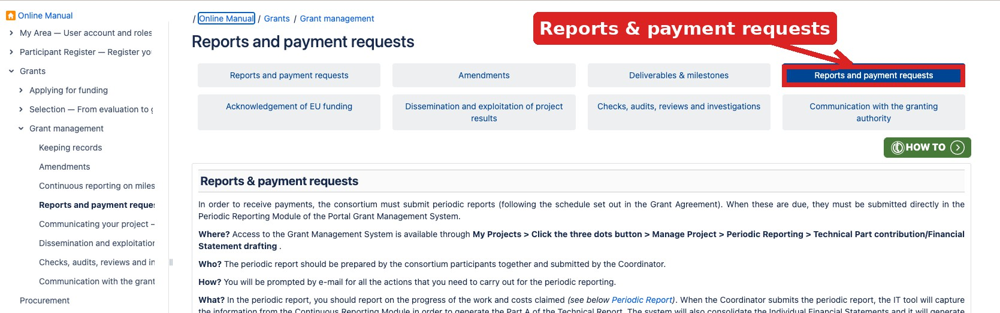 Online Manual
My Area — User account and roles
Participant Register — Register yo
Grants
Applying for funding
Selection — From evaluation to g
Grant management
Keeping records
Amendments
Continuous reporting on miles
Reports and payment reques
Communicating your project –
Dissemination and exploitation
Checks, audits, reviews and in
Communication with the grant
Procurement
/ Online Manual / Grants / Grant management
Reports and payment requests
Reports & payment requests
Reports and payment requests
Amendments
Deliverables & milestones
Reports and payment requests
Acknowledgement of EU funding
Dissemination and exploitation of project
results
Checks, audits, reviews and investigations
Communication with the granting
authority
HOW TO
Reports & payment requests
In order to receive payments, the consortium must submit periodic reports (following the schedule set out in the Grant Agreement). When these are due, they must be submitted directly in the
Periodic Reporting Module of the Portal Grant Management System.
Where? Access to the Grant Management System is available through My Projects > Click the three dots button > Manage Project > Periodic Reporting > Technical Part contribution/Financial
Statement drafting .
Who? The periodic report should be prepared by the consortium participants together and submitted by the Coordinator.
How? You will be prompted by e-mail for all the actions that you need to carry out for the periodic reporting.
What? In the periodic report, you should report on the progress of the work and costs claimed (see below Periodic Report). When the Coordinator submits the periodic report, the IT tool will capture
the information from the Continuous Reporting Module in order to generate the Part A of the Technical Report. The system will also consolidate the Individual Financial Statements and it will generate